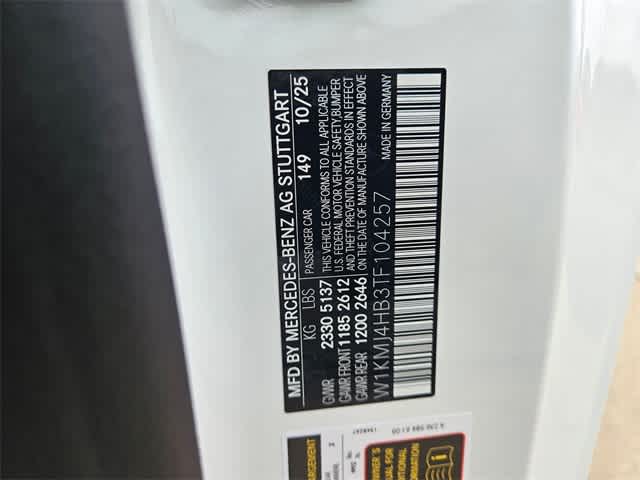 MFD BY MERCEDES-BENZ AG STUTTGART
PASSENGER CAR 149 10/25
KG LBS
GVWR 2330 5137
GAWR FRONT 1185 2612
GAWR REAR 1200 2646
THIS VEHICLE CONFORMS TO ALL APPLICABLE
U.S. FEDERAL MOTOR VEHICLE SAFETY,BUMPER
AND THEFT PREVENTION STANDARDS IN EFFECT
ON THE DATE OF MANUFACTURE SHOWN ABOVE
MADE IN GERMANY
W1KMJ4HB3TF104257